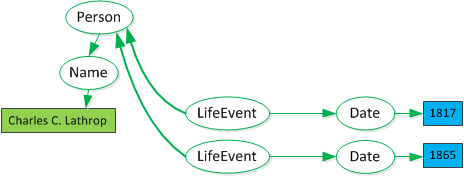 Person
Name
Charles C. Lathrop
LifeEvent Date 1817
LifeEvent Date 1865